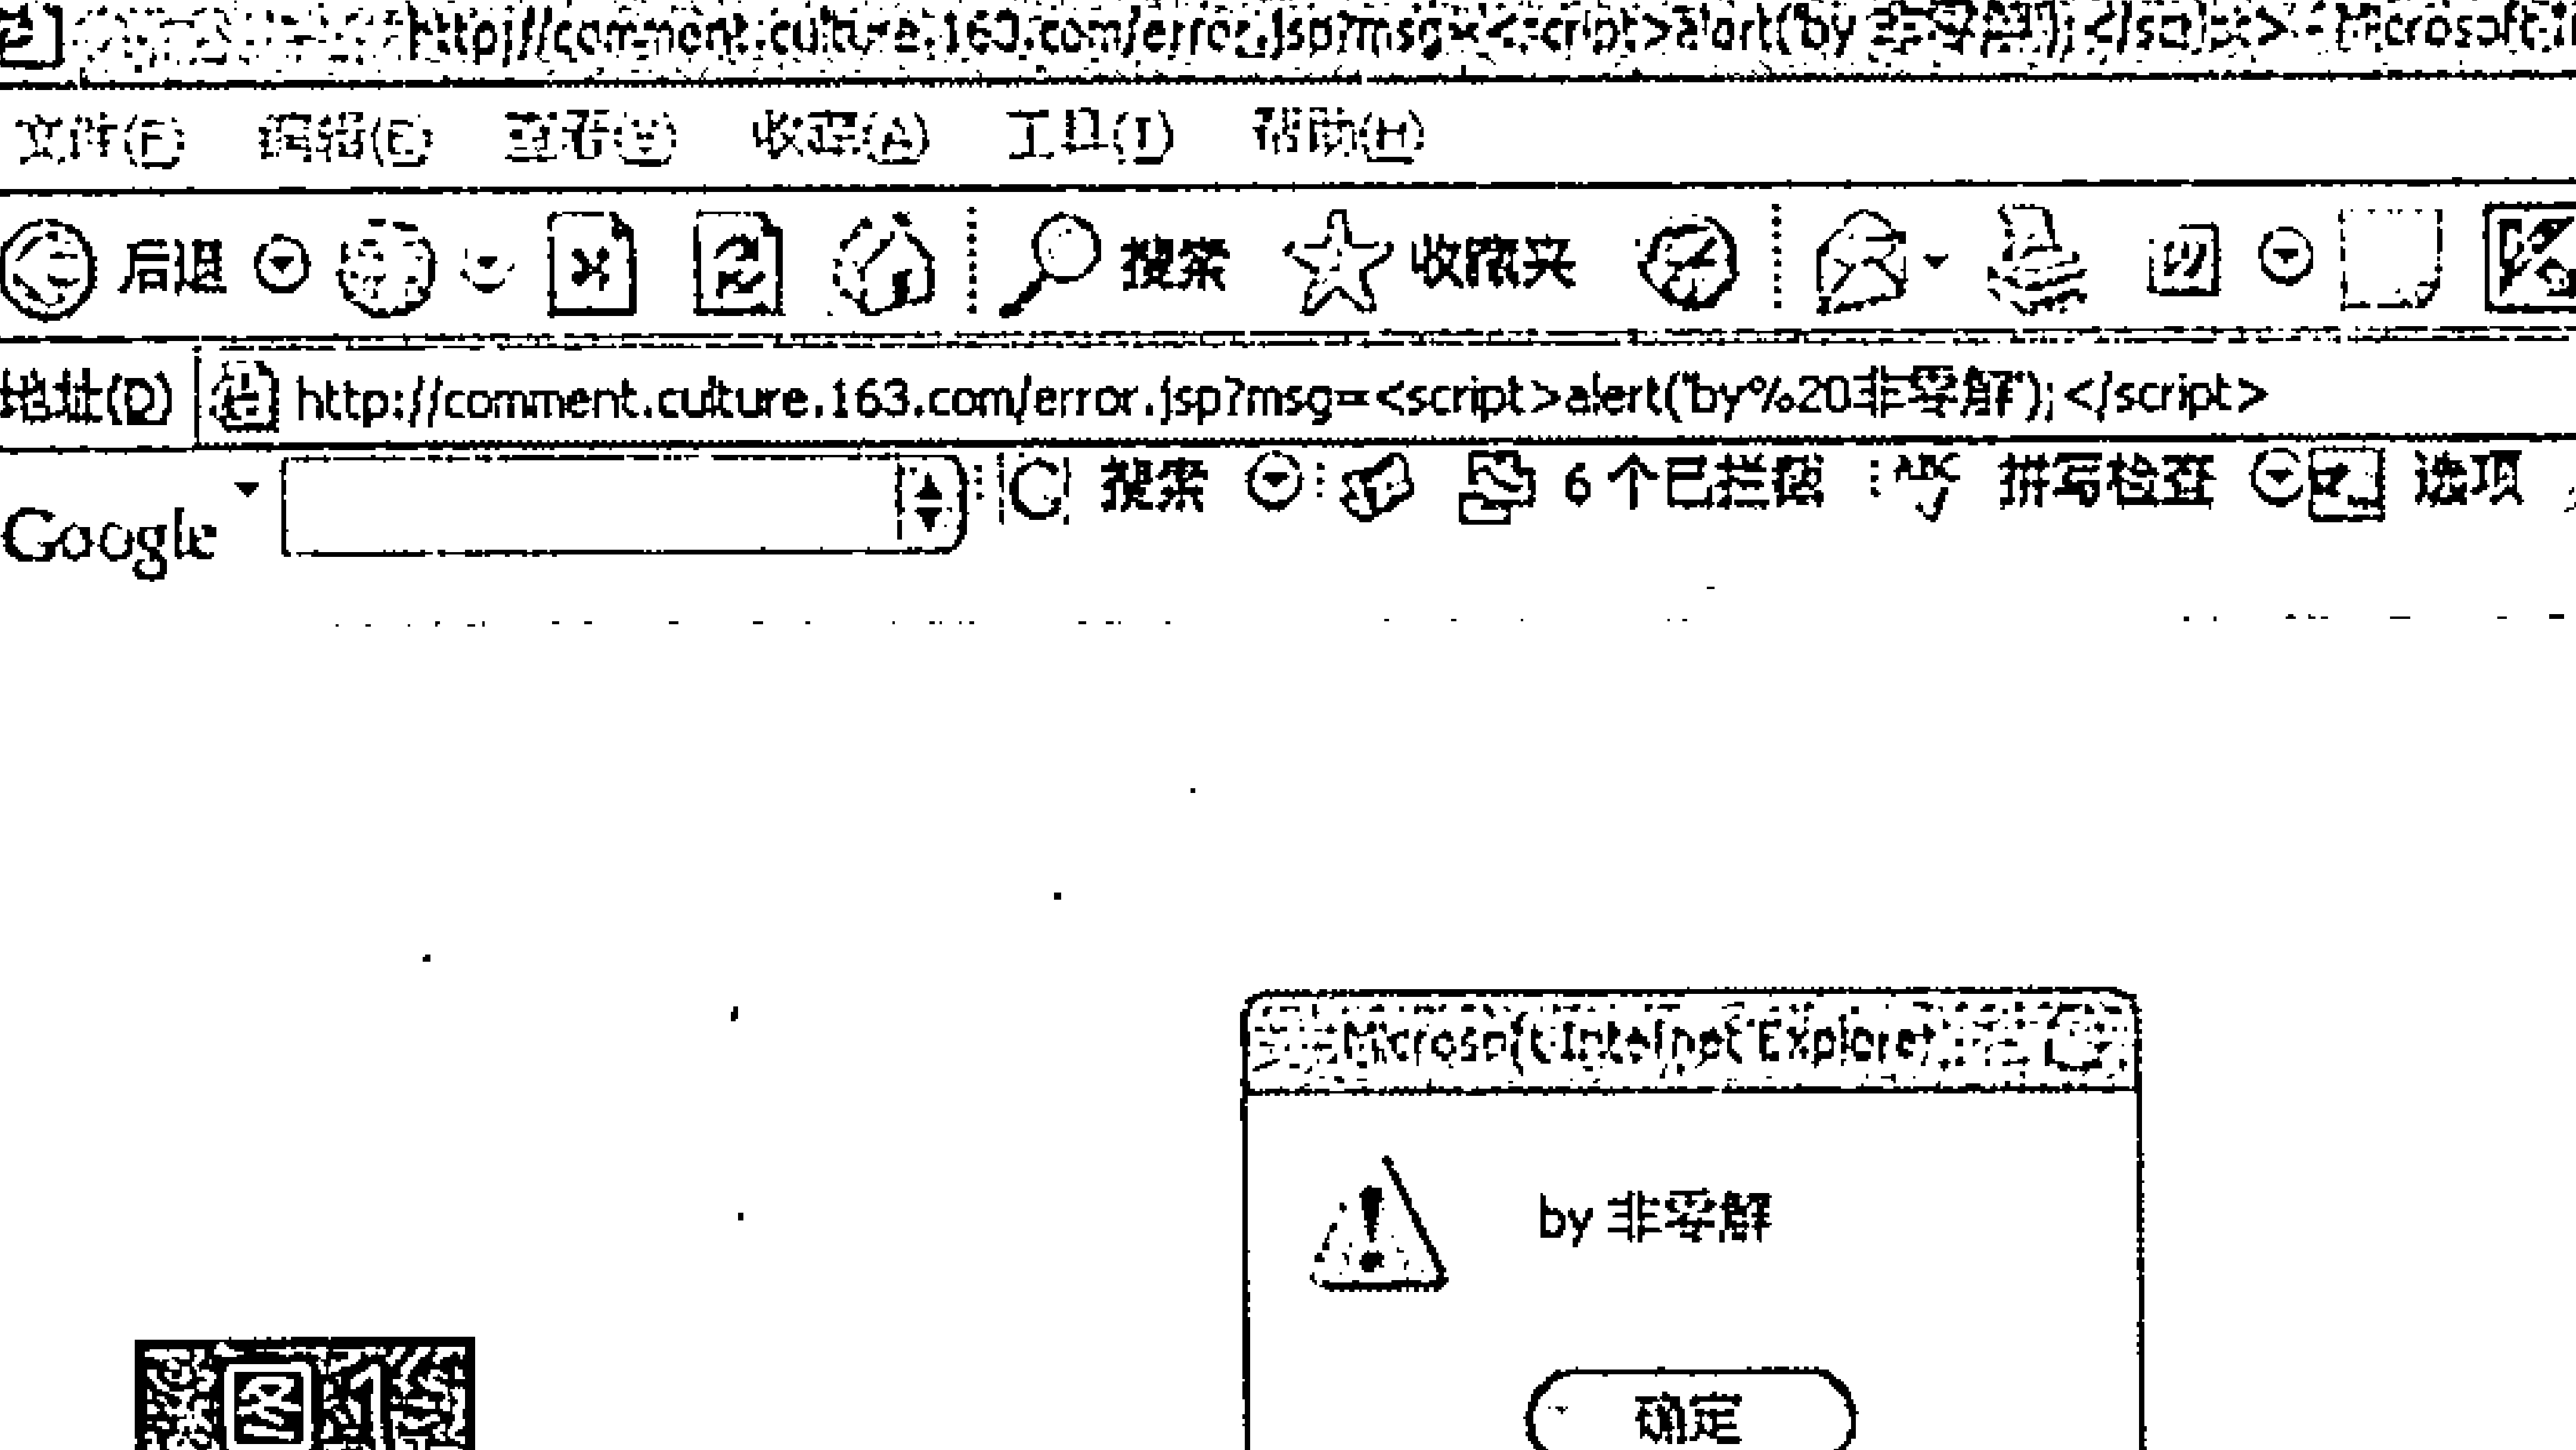 http://comment.culture.163.com/error.jsp?msg=<script>alert('by 非零解');</script> - Microsoft
文件(F) 编辑(E) 查看(V) 收藏(A) 工具(T) 帮助(H)
后退 搜索 收藏夹
地址(D) http://comment.culture.163.com/error.jsp?msg=<script>alert('by%20非零解');</script>
Google 搜索 6 个已拦截 ABC 拼写检查 选项
Microsoft Internet Explorer
by 非零解
确定
图1